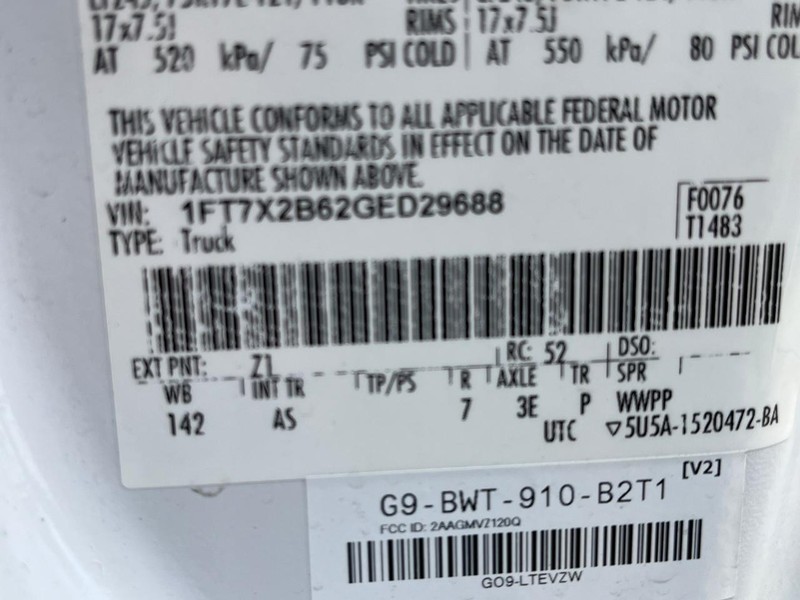 17x7.5J RIMS 17x7.5J
AT 520 kPa/ 75 PSI COLD AT 550 kPa/ 80 PSI
THIS VEHICLE CONFORMS TO ALL APPLICABLE FEDERAL MOTOR
VEHICLE SAFETY STANDARDS IN EFFECT ON THE DATE OF
MANUFACTURE SHOWN ABOVE.
VIN: 1FT7X2B62GED29688
TYPE: Truck
F0076
T1483
EXT PNT: Z1 RC: 52 DSO:
WB INT TR TP/PS R AXLE TR SPR
142 AS 7 3E P WWPP
UTC ▽5U5A-1520472-BA
[V2]
G9-BWT-910-B2T1
FCC ID: 2AAGMVZ120Q
GO9-LTEVZW